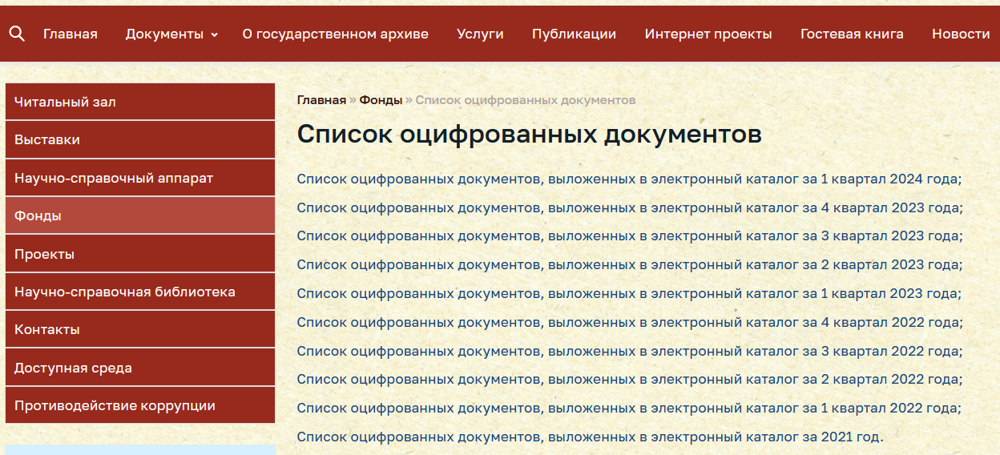 Главная Документы О государственном архиве Услуги Публикации Интернет проекты Гостевая книга Новости
Читальный зал
Выставки
Научно-справочный аппарат
Фонды
Проекты
Научно-справочная библиотека
Контакты
Доступная среда
Противодействие коррупции
Главная » Фонды » Список оцифрованных документов
Список оцифрованных документов
Список оцифрованных документов, выложенных в электронный каталог за 1 квартал 2024 года;
Список оцифрованных документов, выложенных в электронный каталог за 4 квартал 2023 года;
Список оцифрованных документов, выложенных в электронный каталог за 3 квартал 2023 года;
Список оцифрованных документов, выложенных в электронный каталог за 2 квартал 2023 года;
Список оцифрованных документов, выложенных в электронный каталог за 1 квартал 2023 года;
Список оцифрованных документов, выложенных в электронный каталог за 4 квартал 2022 года;
Список оцифрованных документов, выложенных в электронный каталог за 3 квартал 2022 года;
Список оцифрованных документов, выложенных в электронный каталог за 2 квартал 2022 года;
Список оцифрованных документов, выложенных в электронный каталог за 1 квартал 2022 года;
Список оцифрованных документов, выложенных в электронный каталог за 2021 год.